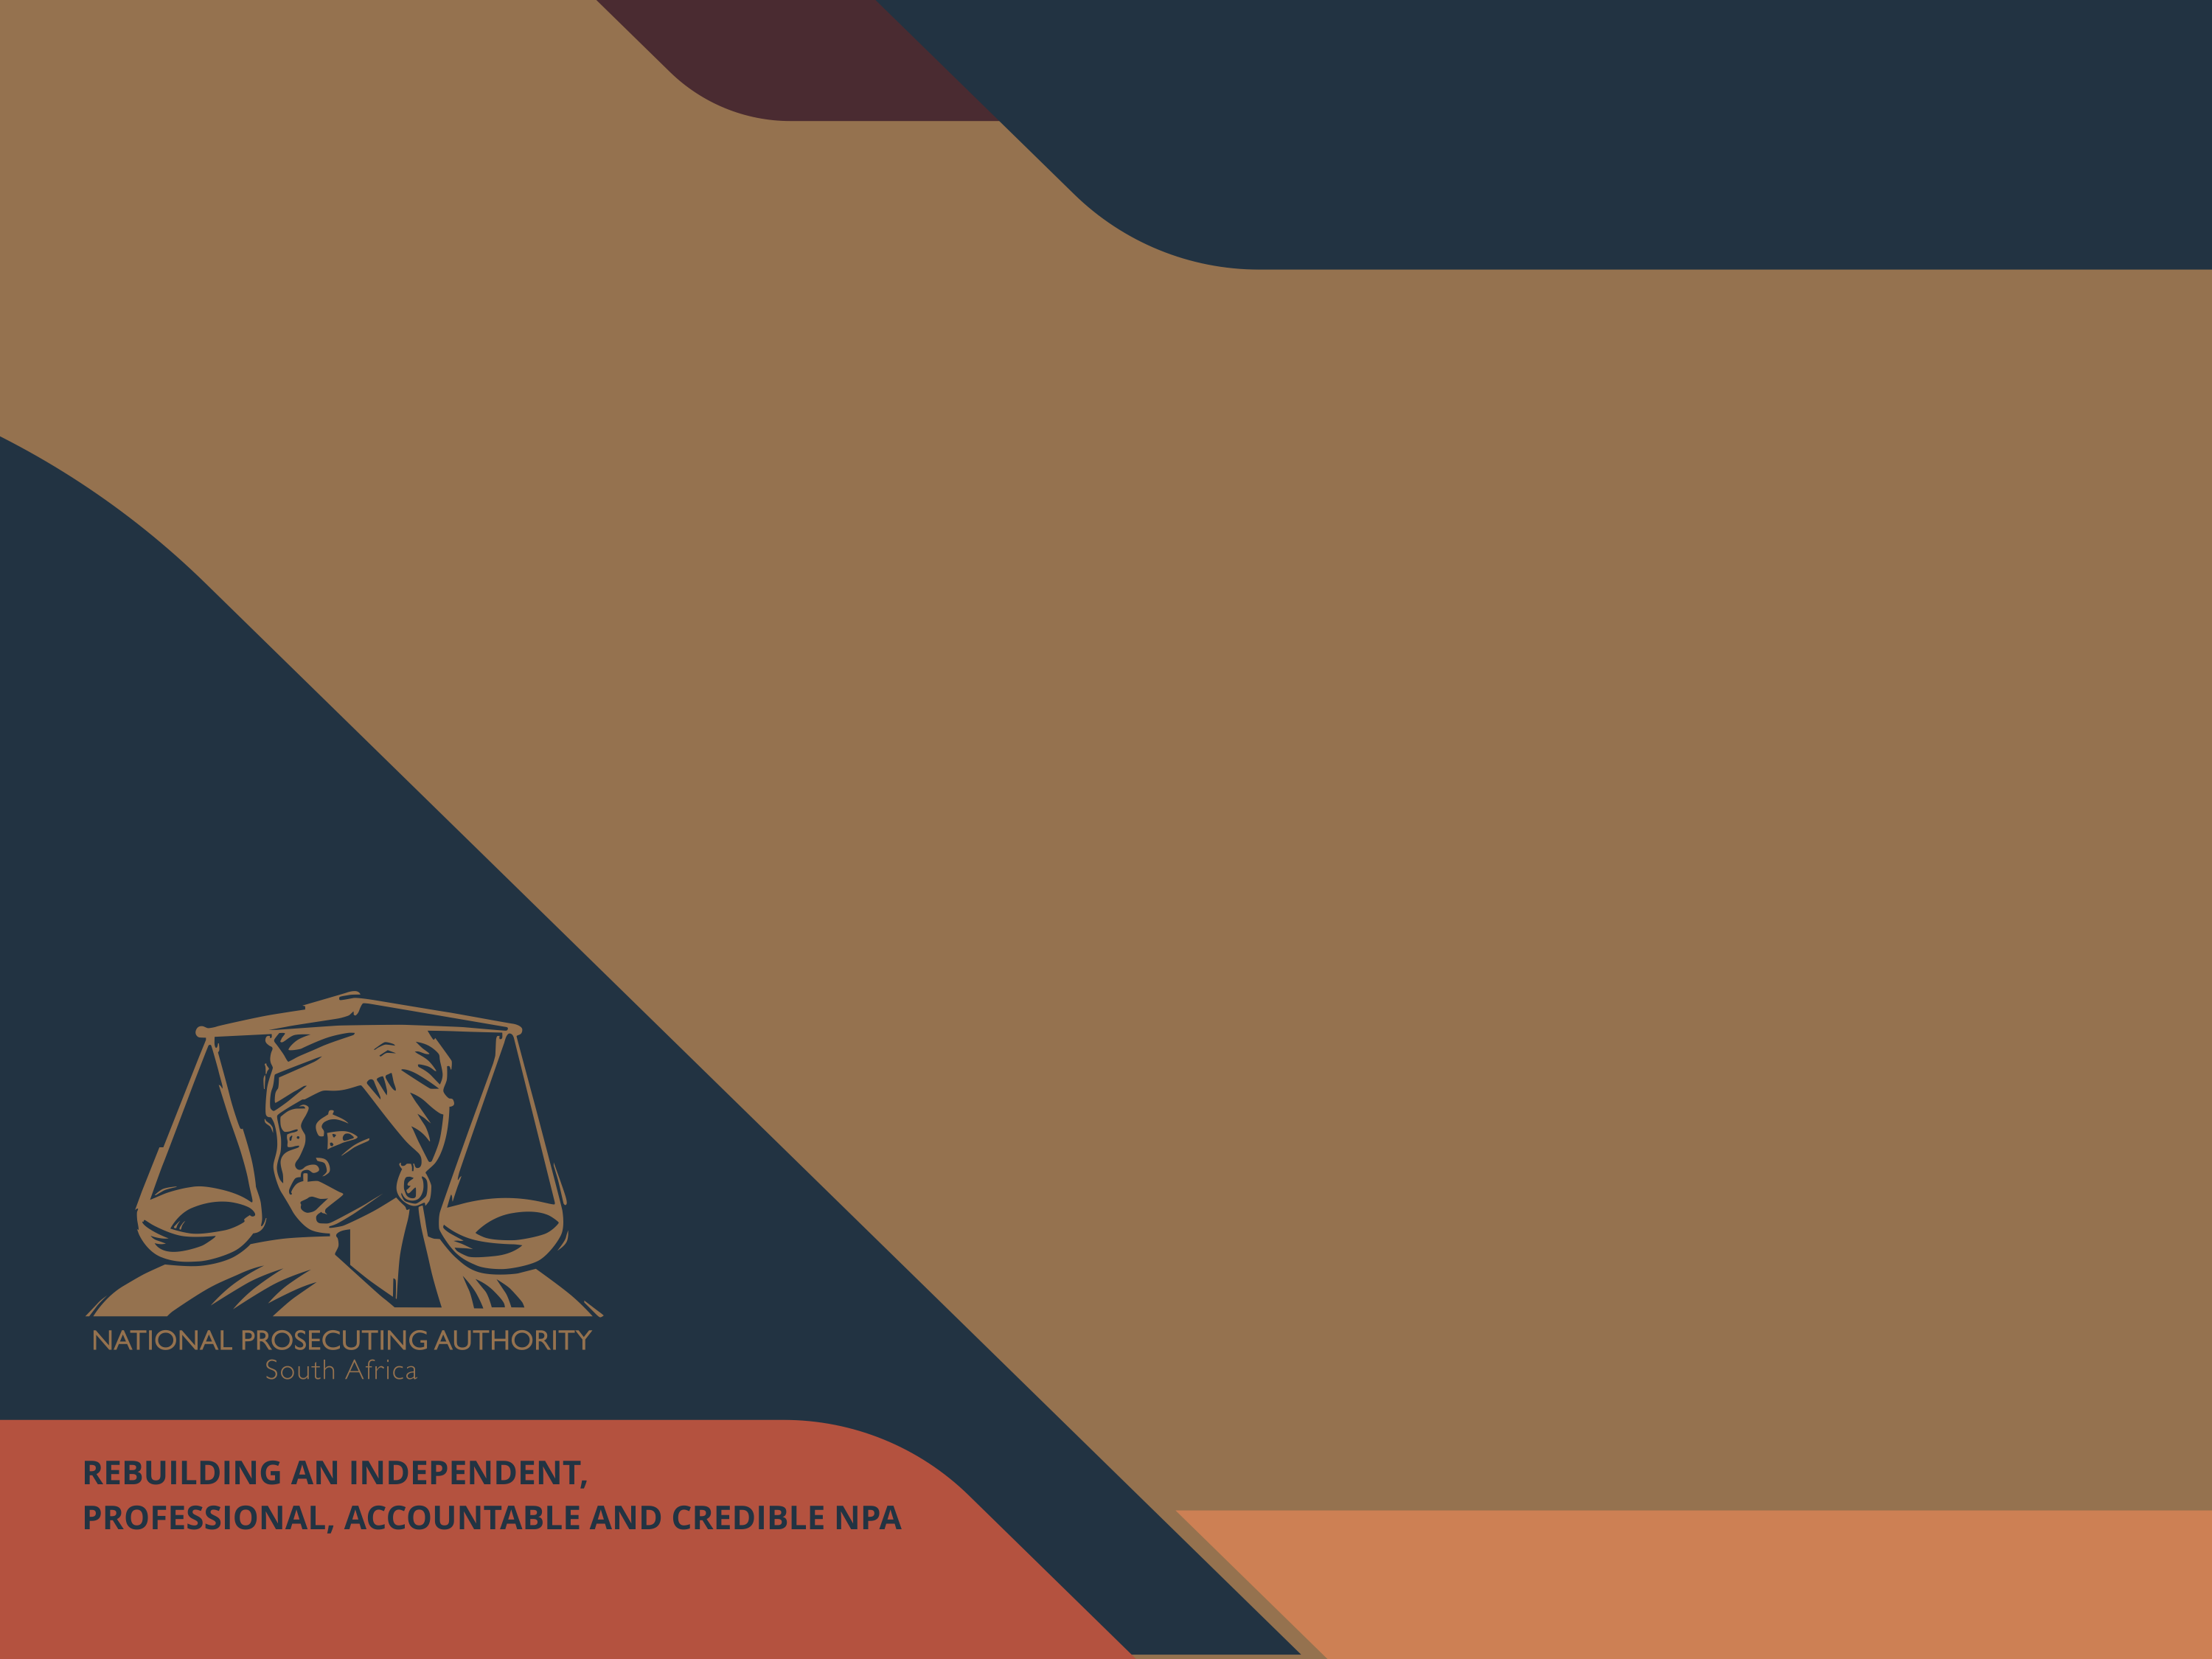 NATIONAL PROSECUTING AUTHORITY
South Africa
REBUILDING AN INDEPENDENT,
PROFESSIONAL, ACCOUNTABLE AND CREDIBLE NPA